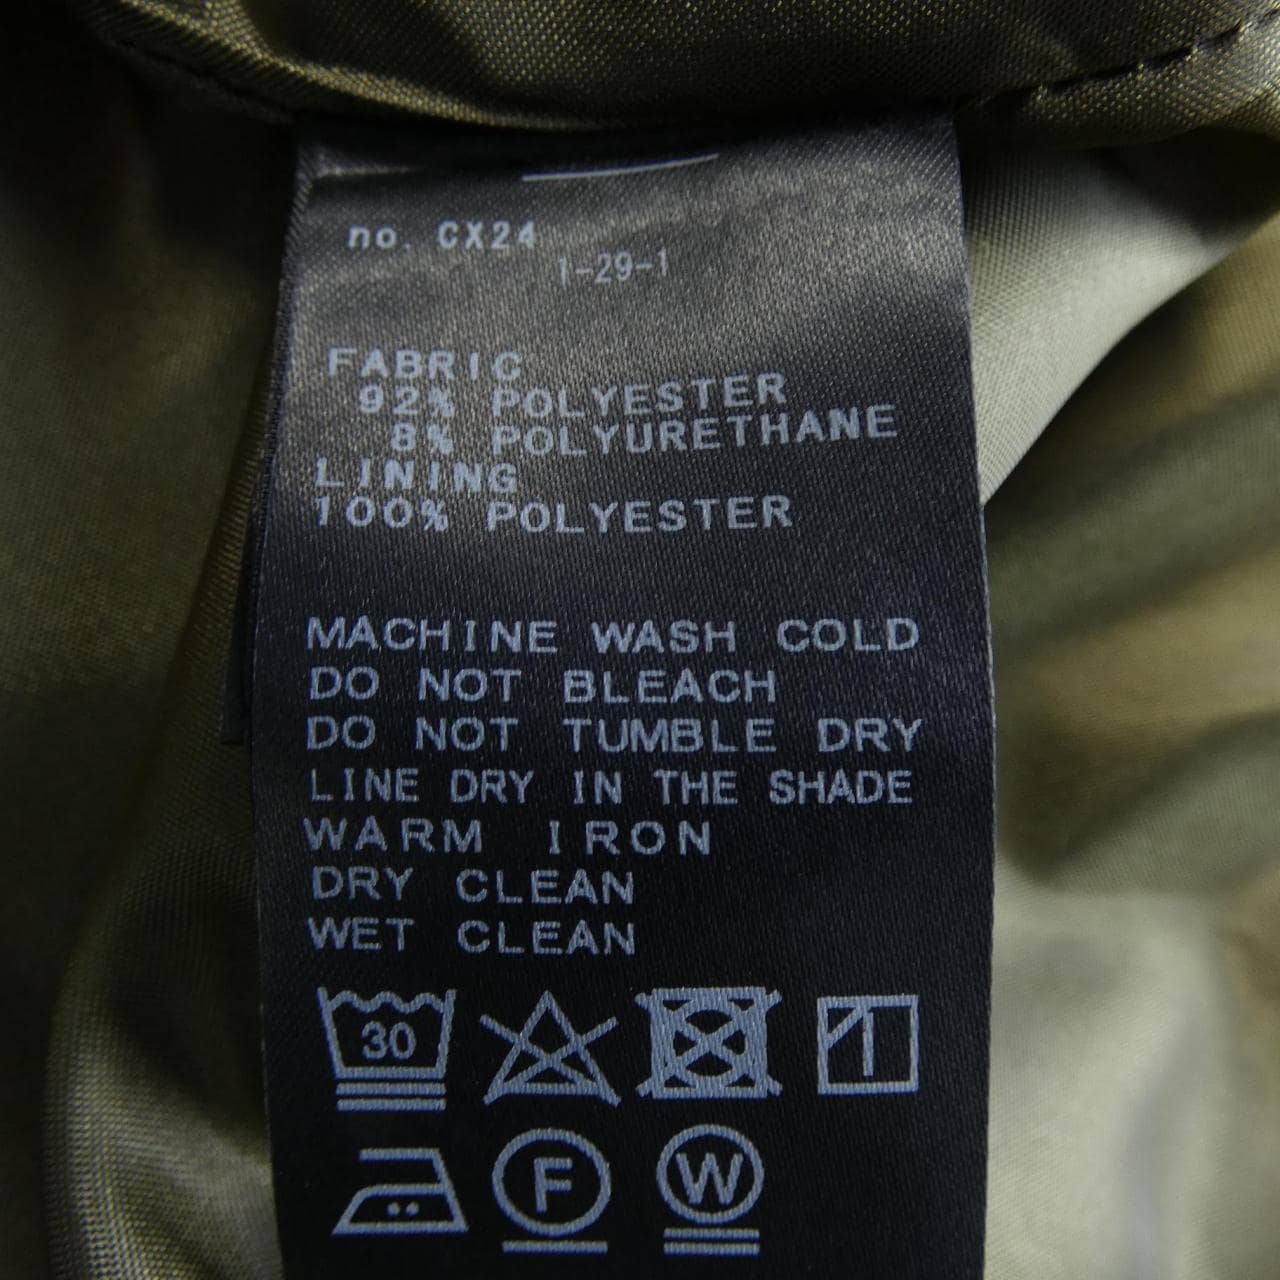 no. CX24
1-29-1
FABRIC
92% POLYESTER
8% POLYURETHANE
LINING
100% POLYESTER
MACHINE WASH COLD
DO NOT BLEACH
DO NOT TUMBLE DRY
LINE DRY IN THE SHADE
WARM IRON
DRY CLEAN
WET CLEAN
30
F W